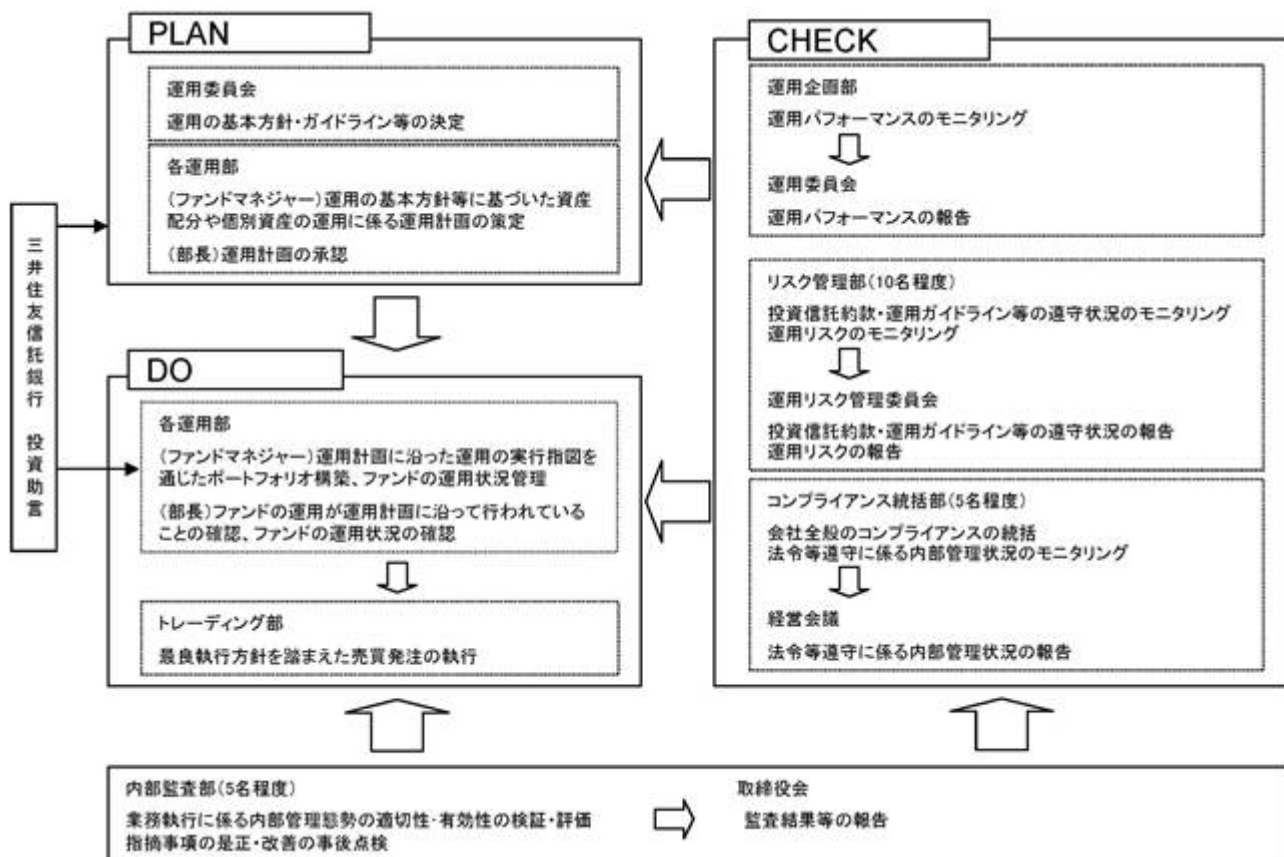 PLAN
運用委員会
運用の基本方針・ガイドライン等の決定
各運用部
(ファンドマネジャー)運用の基本方針等に基づいた資産
配分や個別資産の運用に係る運用計画の策定
(部長)運用計画の承認
三井住友信託銀行 投資助言
DO
各運用部
(ファンドマネジャー)運用計画に沿った運用の実行指図を
通じたポートフォリオ構築、ファンドの運用状況管理
(部長)ファンドの運用が運用計画に沿って行われている
ことの確認、ファンドの運用状況の確認
トレーディング部
最良執行方針を踏まえた売買発注の執行
CHECK
運用企画部
運用パフォーマンスのモニタリング
運用委員会
運用パフォーマンスの報告
リスク管理部(10名程度)
投資信託約款・運用ガイドライン等の遵守状況のモニタリング
運用リスクのモニタリング
運用リスク管理委員会
投資信託約款・運用ガイドライン等の遵守状況の報告
運用リスクの報告
コンプライアンス統括部(5名程度)
会社全般のコンプライアンスの統括
法令等遵守に係る内部管理状況のモニタリング
経営会議
法令等遵守に係る内部管理状況の報告
内部監査部(5名程度)
業務執行に係る内部管理態勢の適切性・有効性の検証・評価
指摘事項の是正・改善の事後点検
取締役会
監査結果等の報告